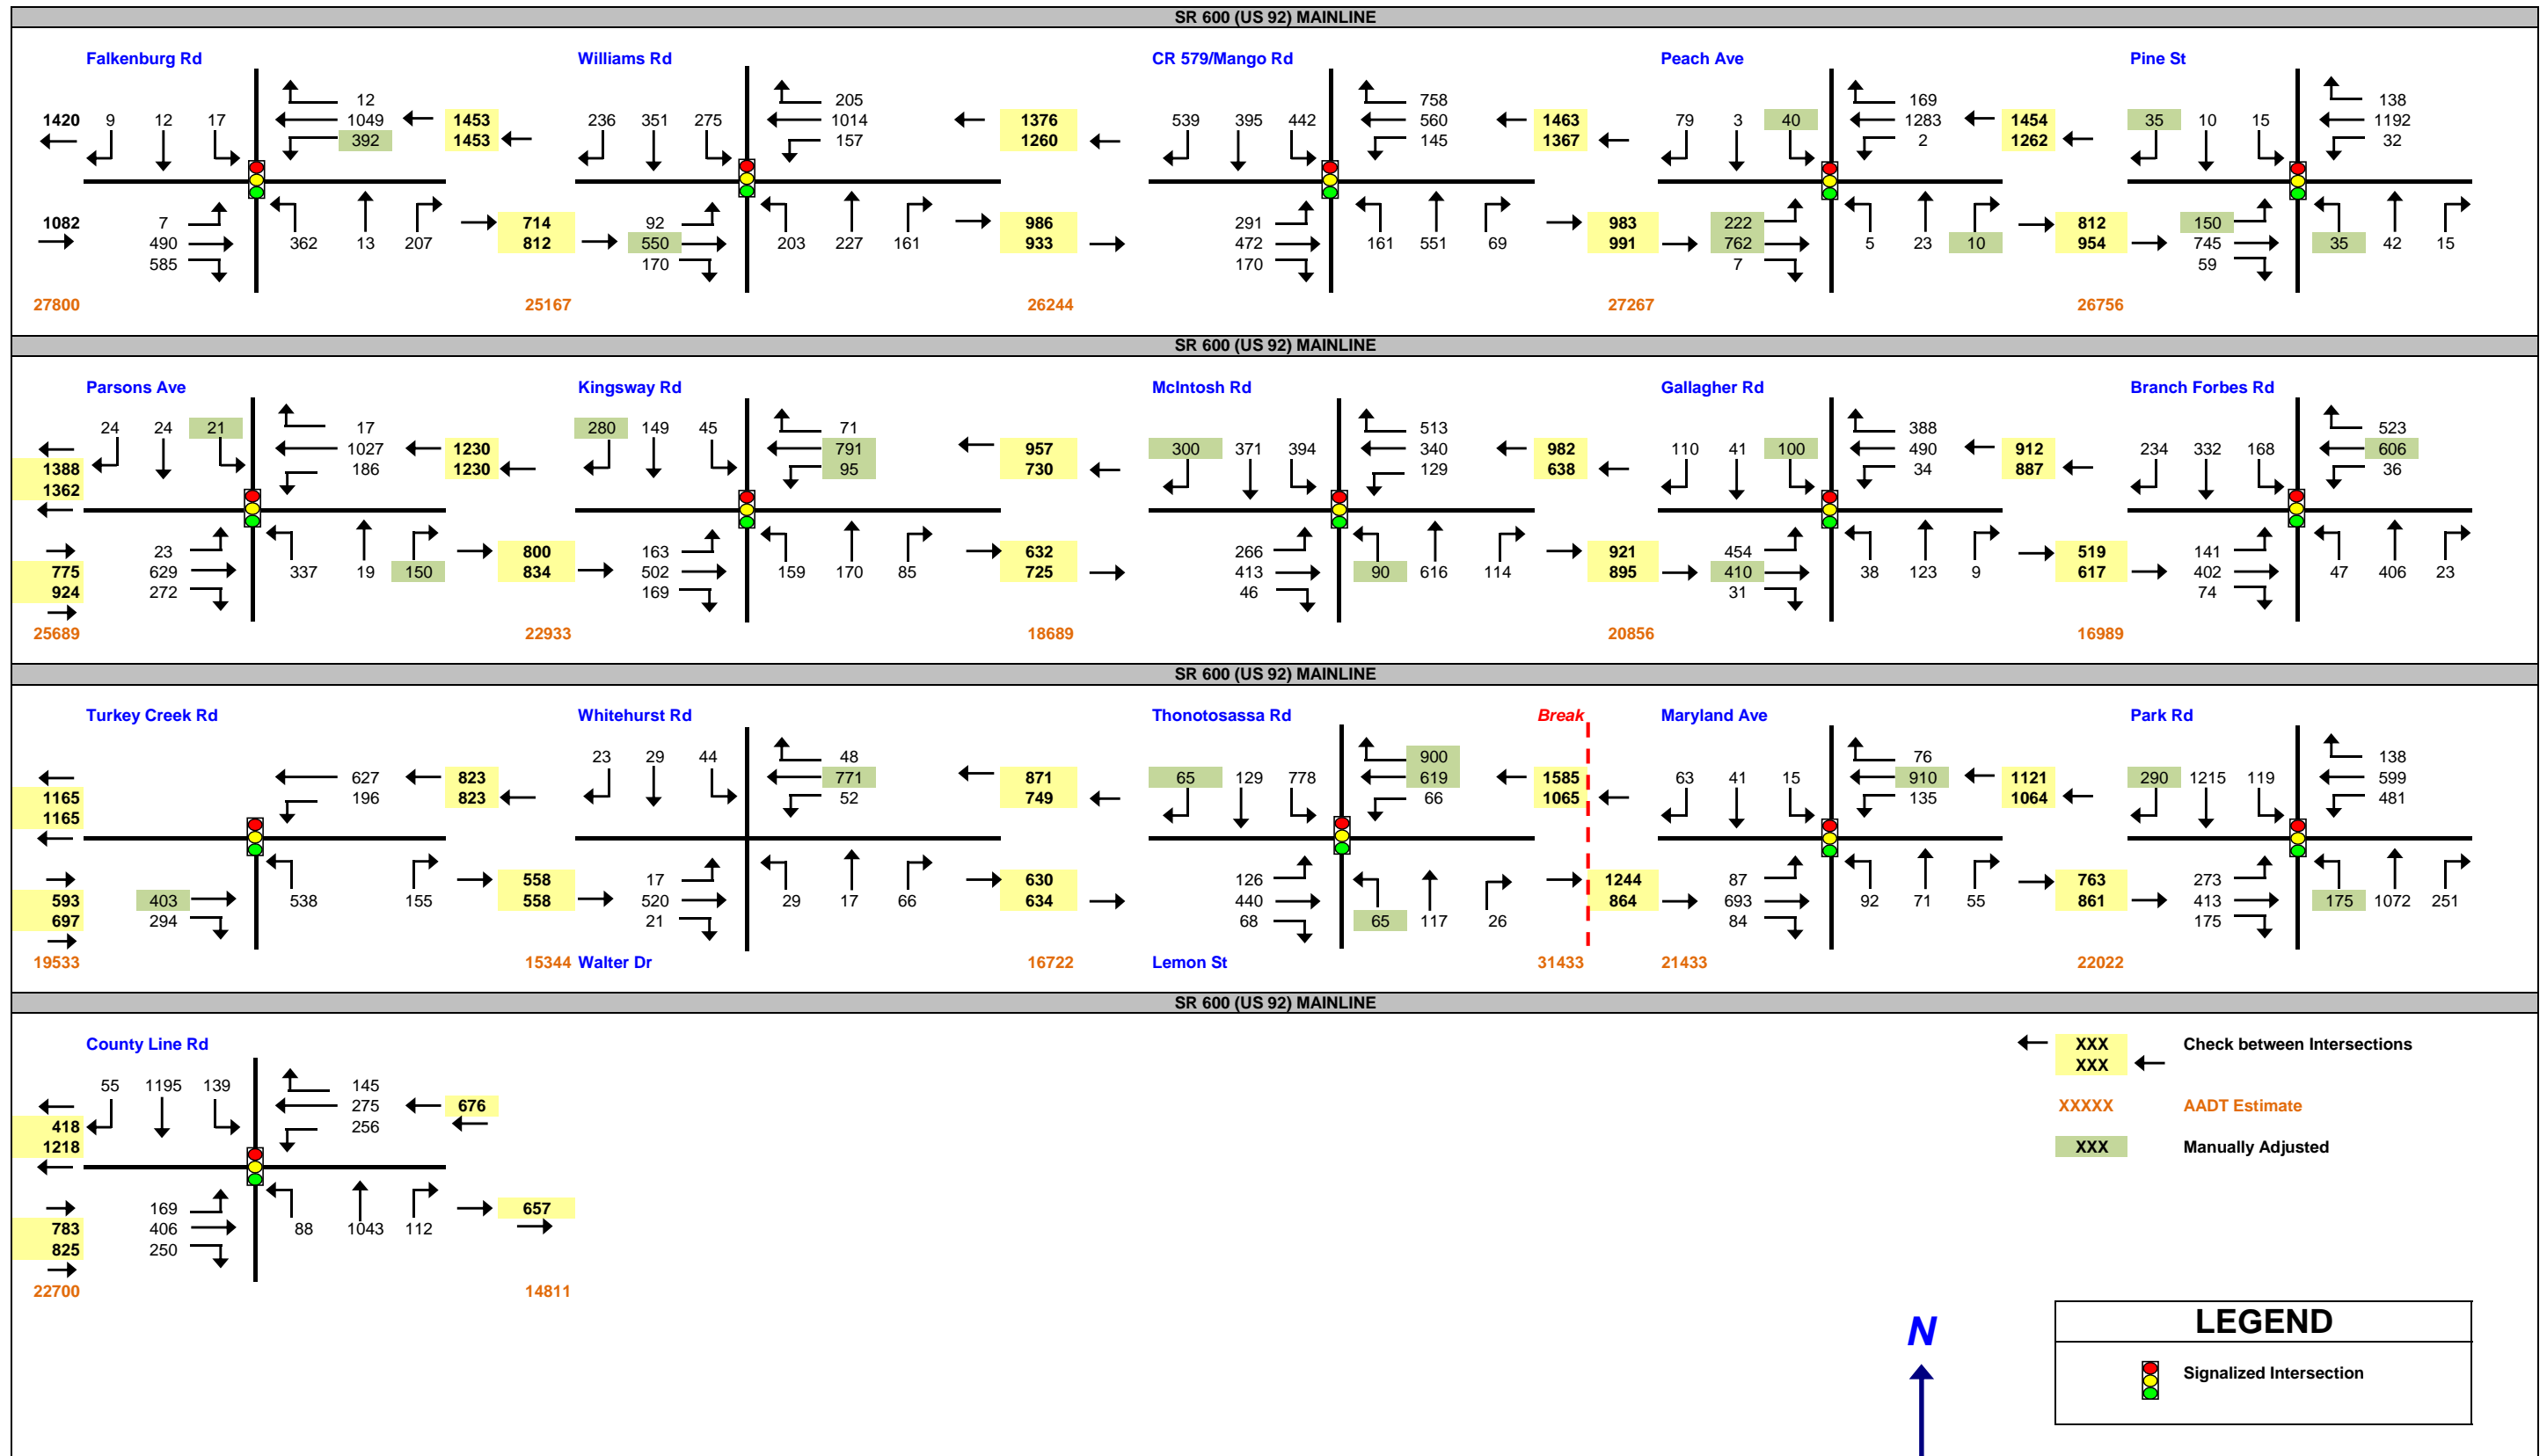 SR 600 (US 92) MAINLINE
Falkenburg Rd Williams Rd CR 579/Mango Rd Peach Ave Pine St
12 205 758 169 138
1420 9 12 17 1049 1453 236 351 275 1014 1376 539 395 442 560 1463 79 3 40 1283 1454 35 10 15 1192
392 1453 157 1260 145 1367 2 1262 32
1082 7 714 92 986 291 983 222 812 150
490 362 13 207 812 550 203 227 161 933 472 161 551 69 991 762 5 23 10 954 745 35 42 15
585 170 170 7 59
27800 25167 26244 27267 26756
SR 600 (US 92) MAINLINE
Parsons Ave Kingsway Rd McIntosh Rd Gallagher Rd Branch Forbes Rd
24 24 21 17 280 149 45 71 513 388 523
1388 1027 1230 791 957 300 371 394 340 982 110 41 100 490 912 234 332 168 606
1362 186 1230 95 730 129 638 34 887 36
775 23 800 163 632 266 921 454 519 141
924 629 337 19 150 834 502 159 170 85 725 413 90 616 114 895 410 38 123 9 617 402 47 406 23
272 169 46 31 74
25689 22933 18689 20856 16989
SR 600 (US 92) MAINLINE
Turkey Creek Rd Whitehurst Rd Thonotosassa Rd Break Maryland Ave Park Rd
23 29 44 48 900 76 138
1165 627 823 771 871 65 129 778 619 1585 63 41 15 910 1121 290 1215 119 599
1165 196 823 52 749 66 1065 135 1064 481
593 558 17 630 126 1244 87 763 273
697 403 538 155 558 520 29 17 66 634 440 65 117 26 864 693 92 71 55 861 413 175 1072 251
294 21 68 84 175
19533 15344 Walter Dr 16722 Lemon St 31433 21433 22022
SR 600 (US 92) MAINLINE
County Line Rd
XXX Check between Intersections
XXX
55 1195 139 145
275 676 XXXXX AADT Estimate
418 256
1218 XXX Manually Adjusted
169 657
783 406 88 1043 112
825 250
22700 14811
LEGEND
N
Signalized Intersection